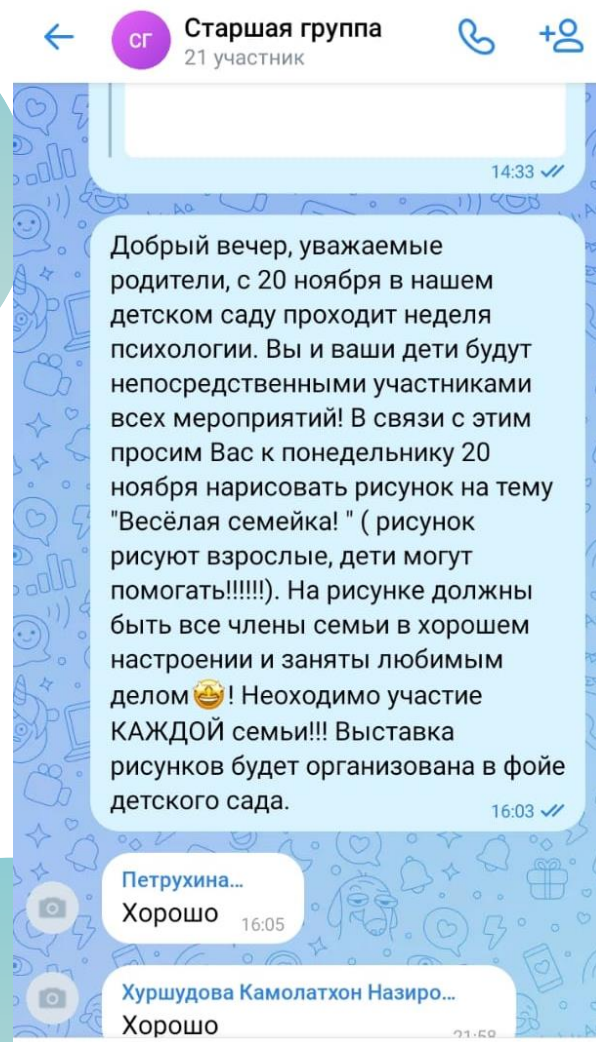 СГ
Старшая группа
21 участник
14:33
Добрый вечер, уважаемые
родители, с 20 ноября в нашем
детском саду проходит неделя
психологии. Вы и ваши дети будут
непосредственными участниками
всех мероприятий! В связи с этим
просим Вас к понедельнику 20
ноября нарисовать рисунок на тему
"Весёлая семейка! " ( рисунок
рисуют взрослые, дети могут
помогать!!!!!!). На рисунке должны
быть все члены семьи в хорошем
настроении и заняты любимым
делом🤩! Неоходимо участие
КАЖДОЙ семьи!!! Выставка
рисунков будет организована в фойе
детского сада.
16:03
Петрухина...
Хорошо 16:05
Хуршудова Камолатхон Назиро...
Хорошо 21:58